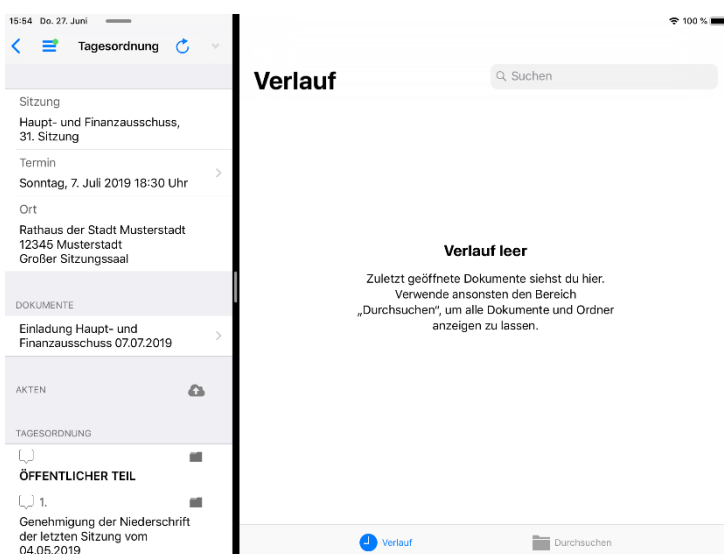 15:54 Do. 27. Juni
100 %
Tagesordnung
Sitzung
Haupt- und Finanzausschuss,
31. Sitzung
Termin
Sonntag, 7. Juli 2019 18:30 Uhr
Ort
Rathaus der Stadt Musterstadt
12345 Musterstadt
Großer Sitzungssaal
DOKUMENTE
Einladung Haupt- und
Finanzausschuss 07.07.2019
AKTEN
TAGESORDNUNG
ÖFFENTLICHER TEIL
1.
Genehmigung der Niederschrift
der letzten Sitzung vom
04.05.2019
Verlauf
Suchen
Verlauf leer
Zuletzt geöffnete Dokumente siehst du hier.
Verwende ansonsten den Bereich
„Durchsuchen“, um alle Dokumente und Ordner
anzeigen zu lassen.
Verlauf
Durchsuchen